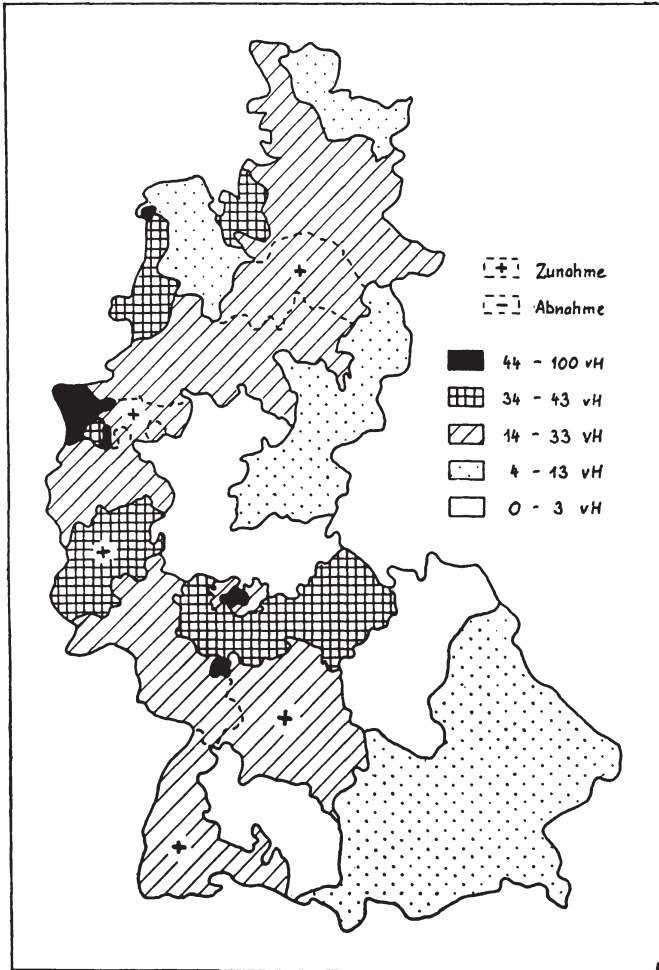 + Zunahme
- Abnahme
44 - 100 vH
34 - 43 vH
14 - 33 vH
4 - 13 vH
0 - 3 vH
+
+
+
+
+